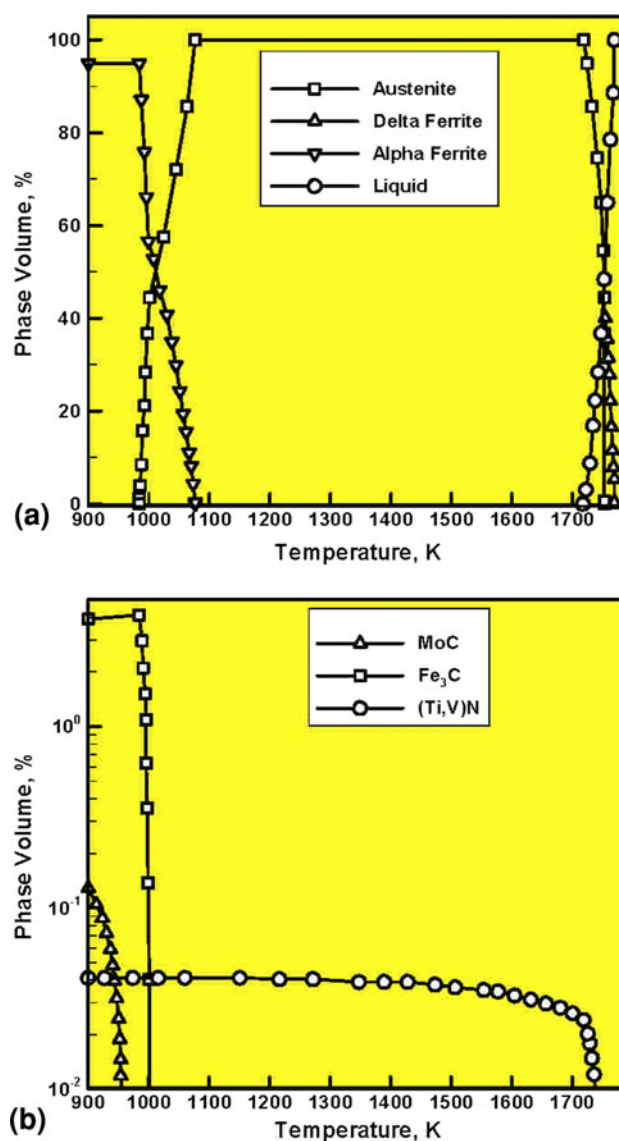 100
80
60
40
20
0
Phase Volume, %
Austenite
Delta Ferrite
Alpha Ferrite
Liquid
900 1000 1100 1200 1300 1400 1500 1600 1700
Temperature, K
(a)
10⁰
10⁻¹
10⁻²
Phase Volume, %
MoC
Fe₃C
(Ti,V)N
900 1000 1100 1200 1300 1400 1500 1600 1700
Temperature, K
(b)